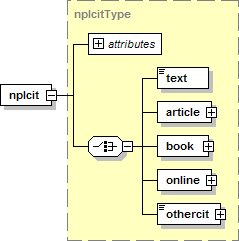 nplcitType
attributes
nplcit
text
article
book
online
othercit